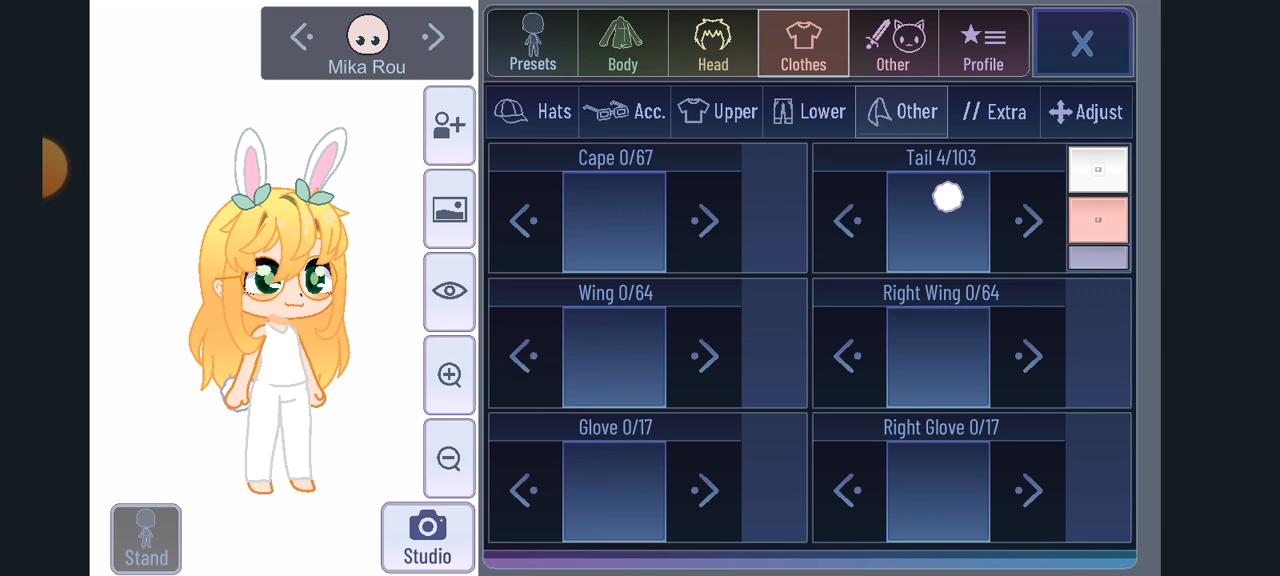 Mika Rou
Presets
Body
Head
Clothes
Other
Profile
X
Hats
Acc.
Upper
Lower
Other
Extra
Adjust
Cape 0/67
Tail 4/103
Wing 0/64
Right Wing 0/64
Glove 0/17
Right Glove 0/17
Stand
Studio